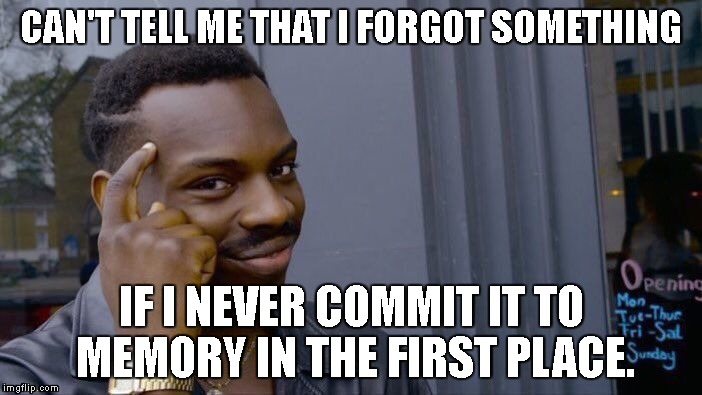 CAN'T TELL ME THAT I FORGOT SOMETHING
IF I NEVER COMMIT IT TO
MEMORY IN THE FIRST PLACE.
Opening
Mon
Tue-Thur
Fri-Sat
Sunday
imgflip.com